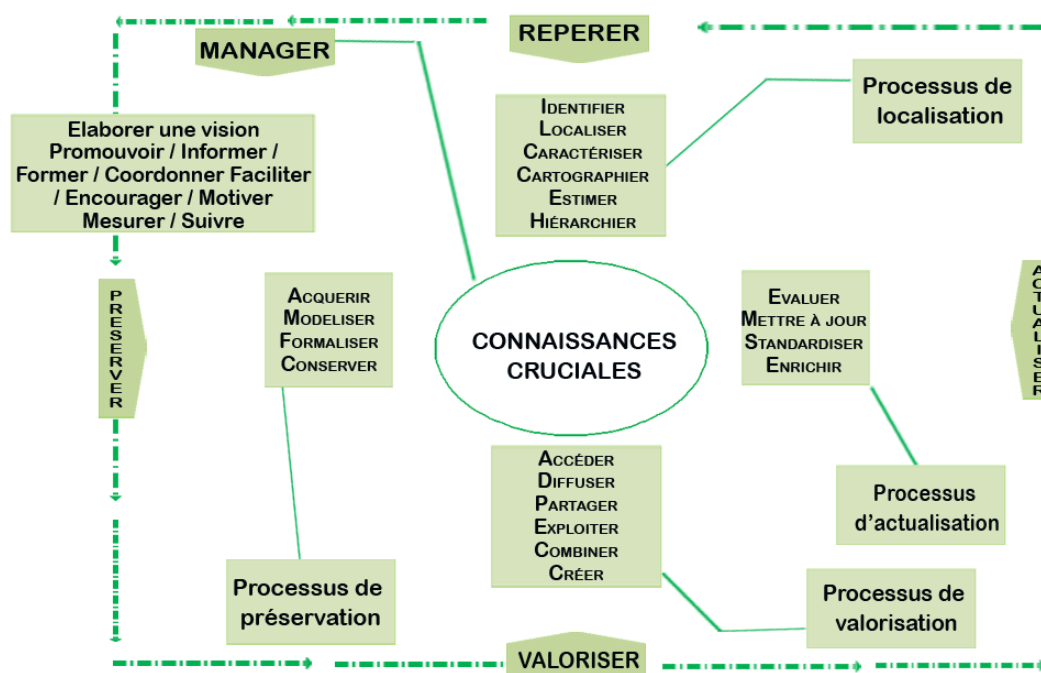 REPERER
MANAGER
Processus de
localisation
IDENTIFIER
LOCALISER
CARACTÉRISER
CARTOGRAPHIER
ESTIMER
HIÉRARCHIER
Elaborer une vision
Promouvoir / Informer /
Former / Coordonner Faciliter
/ Encourager / Motiver
Mesurer / Suivre
PRESERVER
ACQUERIR
MODELISER
FORMALISER
CONSERVER
CONNAISSANCES
CRUCIALES
EVALUER
METTRE À JOUR
STANDARDISER
ENRICHIR
ACTUALISER
ACCÉDER
DIFFUSER
PARTAGER
EXPLOITER
COMBINER
CRÉER
Processus
d'actualisation
Processus de
préservation
Processus de
valorisation
VALORISER